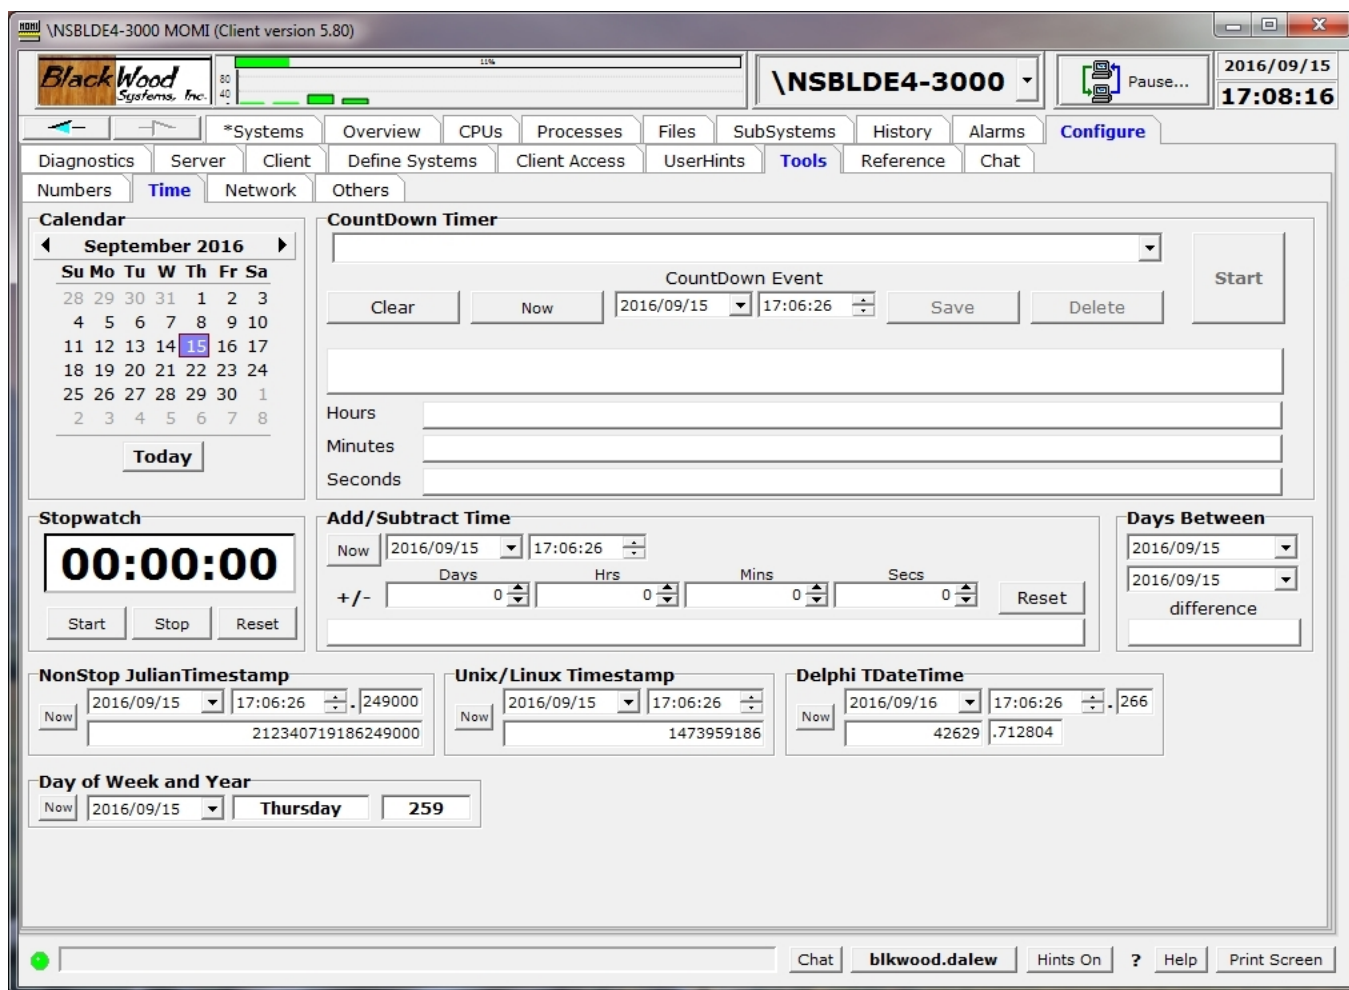 \NSBLDE4-3000 MOMI (Client version 5.80)
BlackWood Systems, Inc.
11%
80
40
\NSBLDE4-3000
Pause...
2016/09/15
17:08:16
*Systems Overview CPUs Processes Files SubSystems History Alarms Configure
Diagnostics Server Client Define Systems Client Access UserHints Tools Reference Chat
Numbers Time Network Others
Calendar
September 2016
Su Mo Tu W Th Fr Sa
28 29 30 31 1 2 3
4 5 6 7 8 9 10
11 12 13 14 15 16 17
18 19 20 21 22 23 24
25 26 27 28 29 30 1
2 3 4 5 6 7 8
Today
CountDown Timer
CountDown Event
Clear Now 2016/09/15 17:06:26 Save Delete
Start
Hours
Minutes
Seconds
Stopwatch
00:00:00
Start Stop Reset
Add/Subtract Time
Now 2016/09/15 17:06:26
Days Hrs Mins Secs
+/- 0 0 0 0 Reset
Days Between
2016/09/15
2016/09/15
difference
NonStop JulianTimestamp
Now 2016/09/15 17:06:26 . 249000
212340719186249000
Unix/Linux Timestamp
Now 2016/09/15 17:06:26
1473959186
Delphi TDateTime
Now 2016/09/16 17:06:26 . 266
42629 .712804
Day of Week and Year
Now 2016/09/15 Thursday 259
Chat blkwood.dalew Hints On ? Help Print Screen